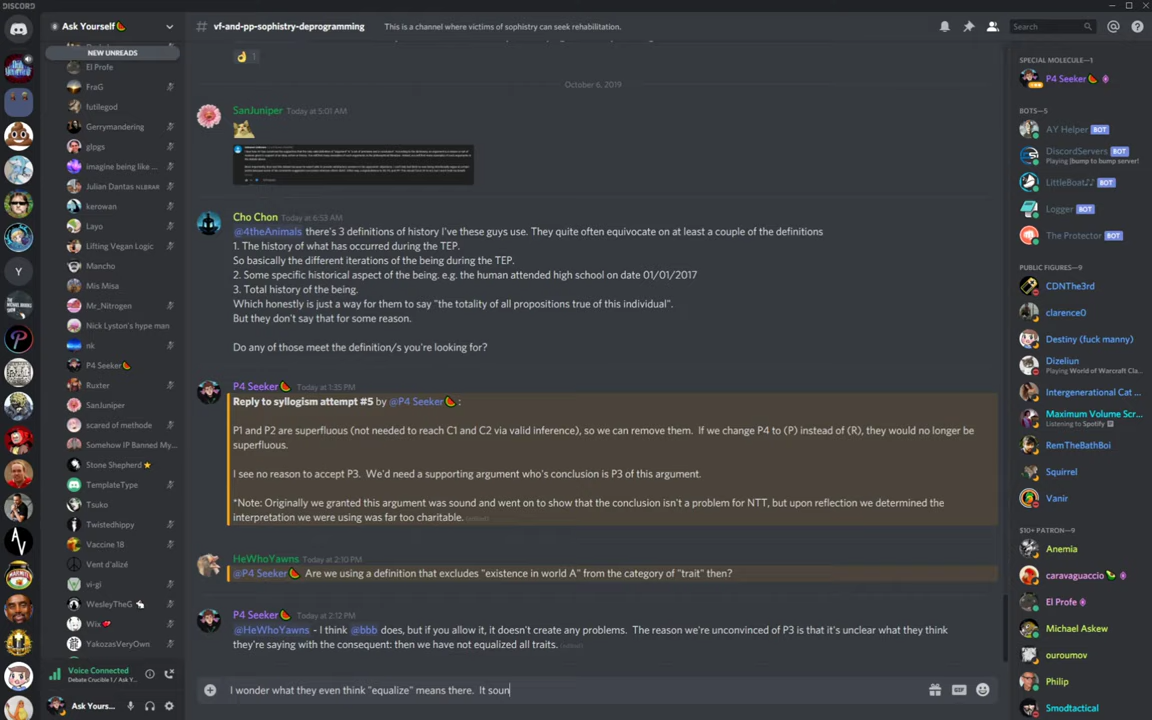 DISCORD
Ask Yourself🍉
# vf-and-pp-sophistry-deprogramming
This is a channel where victims of sophistry can seek rehabilitation.
Search
NEW UNREADS
El Profe
FraG
futilegod
Gerrymandering
glpgs
imagine being like ...
Julian Dantas NLBRAK
kerowan
Layo
Lifting Vegan Logic
Mancho
Mis Misa
Mr_Nitrogen
Nick Lyston's hype man
nk
P4 Seeker🍉
Ruxter
SanJuniper
scared of methode
Somehow IP Banned My...
Stone Shepherd⭐
TemplateType
Tsuko
Twistedhippy
Vaccine 18
Vent d'alizé
vi-gi
WesleyTheG
Wix
YakozasVeryOwn
Voice Connected
Debate Crucible 1 / Ask Y...
Ask Yours...
👌 1
October 6, 2019
SanJuniper Today at 5:01 AM
Cho Chon Today at 6:53 AM
@4theAnimals there's 3 definitions of history I've these guys use. They quite often equivocate on at least a couple of the definitions
1. The history of what has occurred during the TEP.
So basically the different iterations of the being during the TEP.
2. Some specific historical aspect of the being. e.g. the human attended high school on date 01/01/2017
3. Total history of the being.
Which honestly is just a way for them to say "the totality of all propositions true of this individual".
But they don't say that for some reason.
Do any of those meet the definition/s you're looking for?
P4 Seeker🍉 Today at 1:35 PM
Reply to syllogism attempt #5 by @P4 Seeker🍉 :
P1 and P2 are superfluous (not needed to reach C1 and C2 via valid inference), so we can remove them. If we change P4 to (P) instead of (R), they would no longer be
superfluous.
I see no reason to accept P3. We'd need a supporting argument who's conclusion is P3 of this argument.
*Note: Originally we granted this argument was sound and went on to show that the conclusion isn't a problem for NTT, but upon reflection we determined the
interpretation we were using was far too charitable. (edited)
HeWhoYawns Today at 2:10 PM
@P4 Seeker🍉 Are we using a definition that excludes "existence in world A" from the category of "trait" then?
P4 Seeker🍉 Today at 2:12 PM
@HeWhoYawns - I think @bbb does, but if you allow it, it doesn't create any problems. The reason we're unconvinced of P3 is that it's unclear what they think
they're saying with the consequent: then we have not equalized all traits. (edited)
I wonder what they even think "equalize" means there. It soun
GIF
SPECIAL MOLECULE—1
P4 Seeker🍉
BOTS—5
AY Helper BOT
DiscordServers BOT
Playing [bump to bump server!
LittleBoat♪♪ BOT
Logger BOT
The Protector BOT
PUBLIC FIGURES—9
CDNThe3rd
clarence0
Destiny (fuck manny)
Dizeliun
Playing World of Warcraft Cla...
Intergenerational Cat ...
Maximum Volume Scr...
Listening to Spotify
RemTheBathBoi
Squirrel
Vanir
$10+ PATRON—9
Anemia
caravaguaccio🥑
El Profe
Michael Askew
ouroumov
Philip
Smodtactical